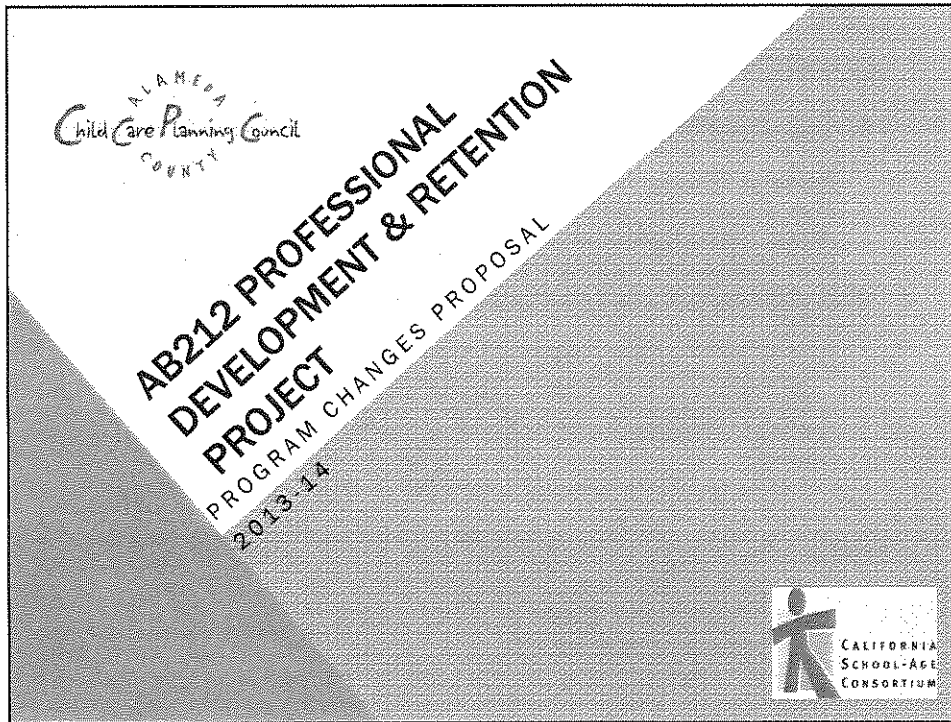 ALAMEDA
Child Care Planning Council
COUNTY
AB212 PROFESSIONAL
DEVELOPMENT & RETENTION
PROJECT
PROGRAM CHANGES PROPOSAL
2013-14
CALIFORNIA
SCHOOL-AGE
CONSORTIUM